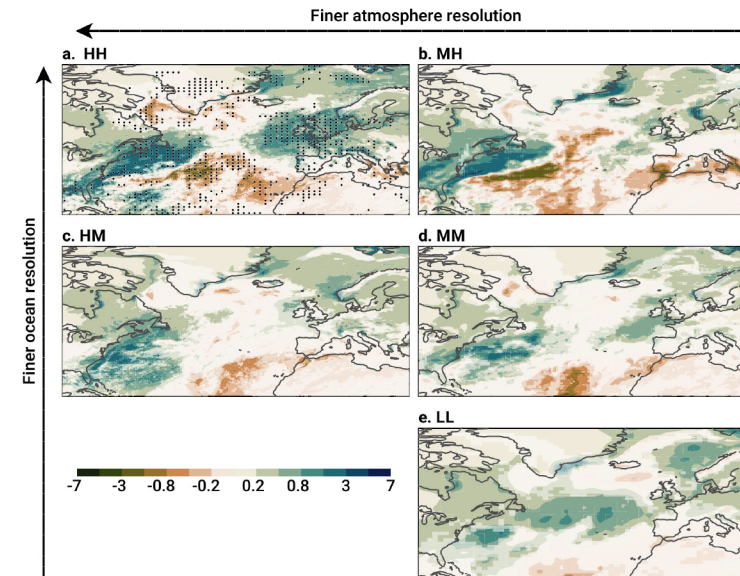 Finer atmosphere resolution
a. HH
b. MH
Finer ocean resolution
c. HM
d. MM
e. LL
-7 -3 -0.8 -0.2 0.2 0.8 3 7